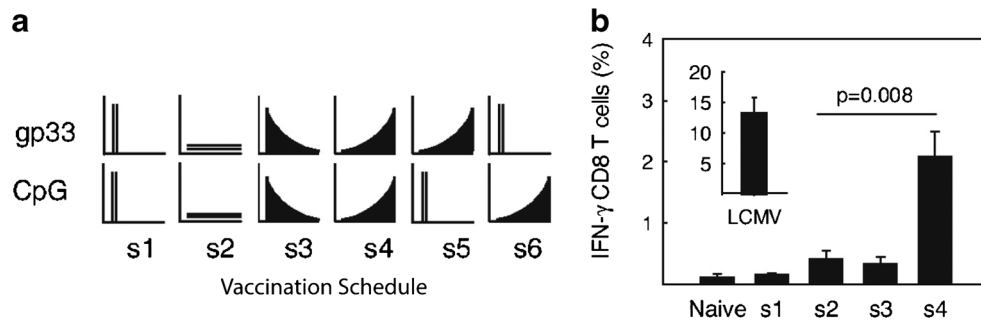 a
gp33
CpG
s1 s2 s3 s4 s5 s6
Vaccination Schedule
b
IFN-γ CD8 T cells (%)
4
3
2
1
20
15
10
5
LCMV
p=0.008
Naive s1 s2 s3 s4